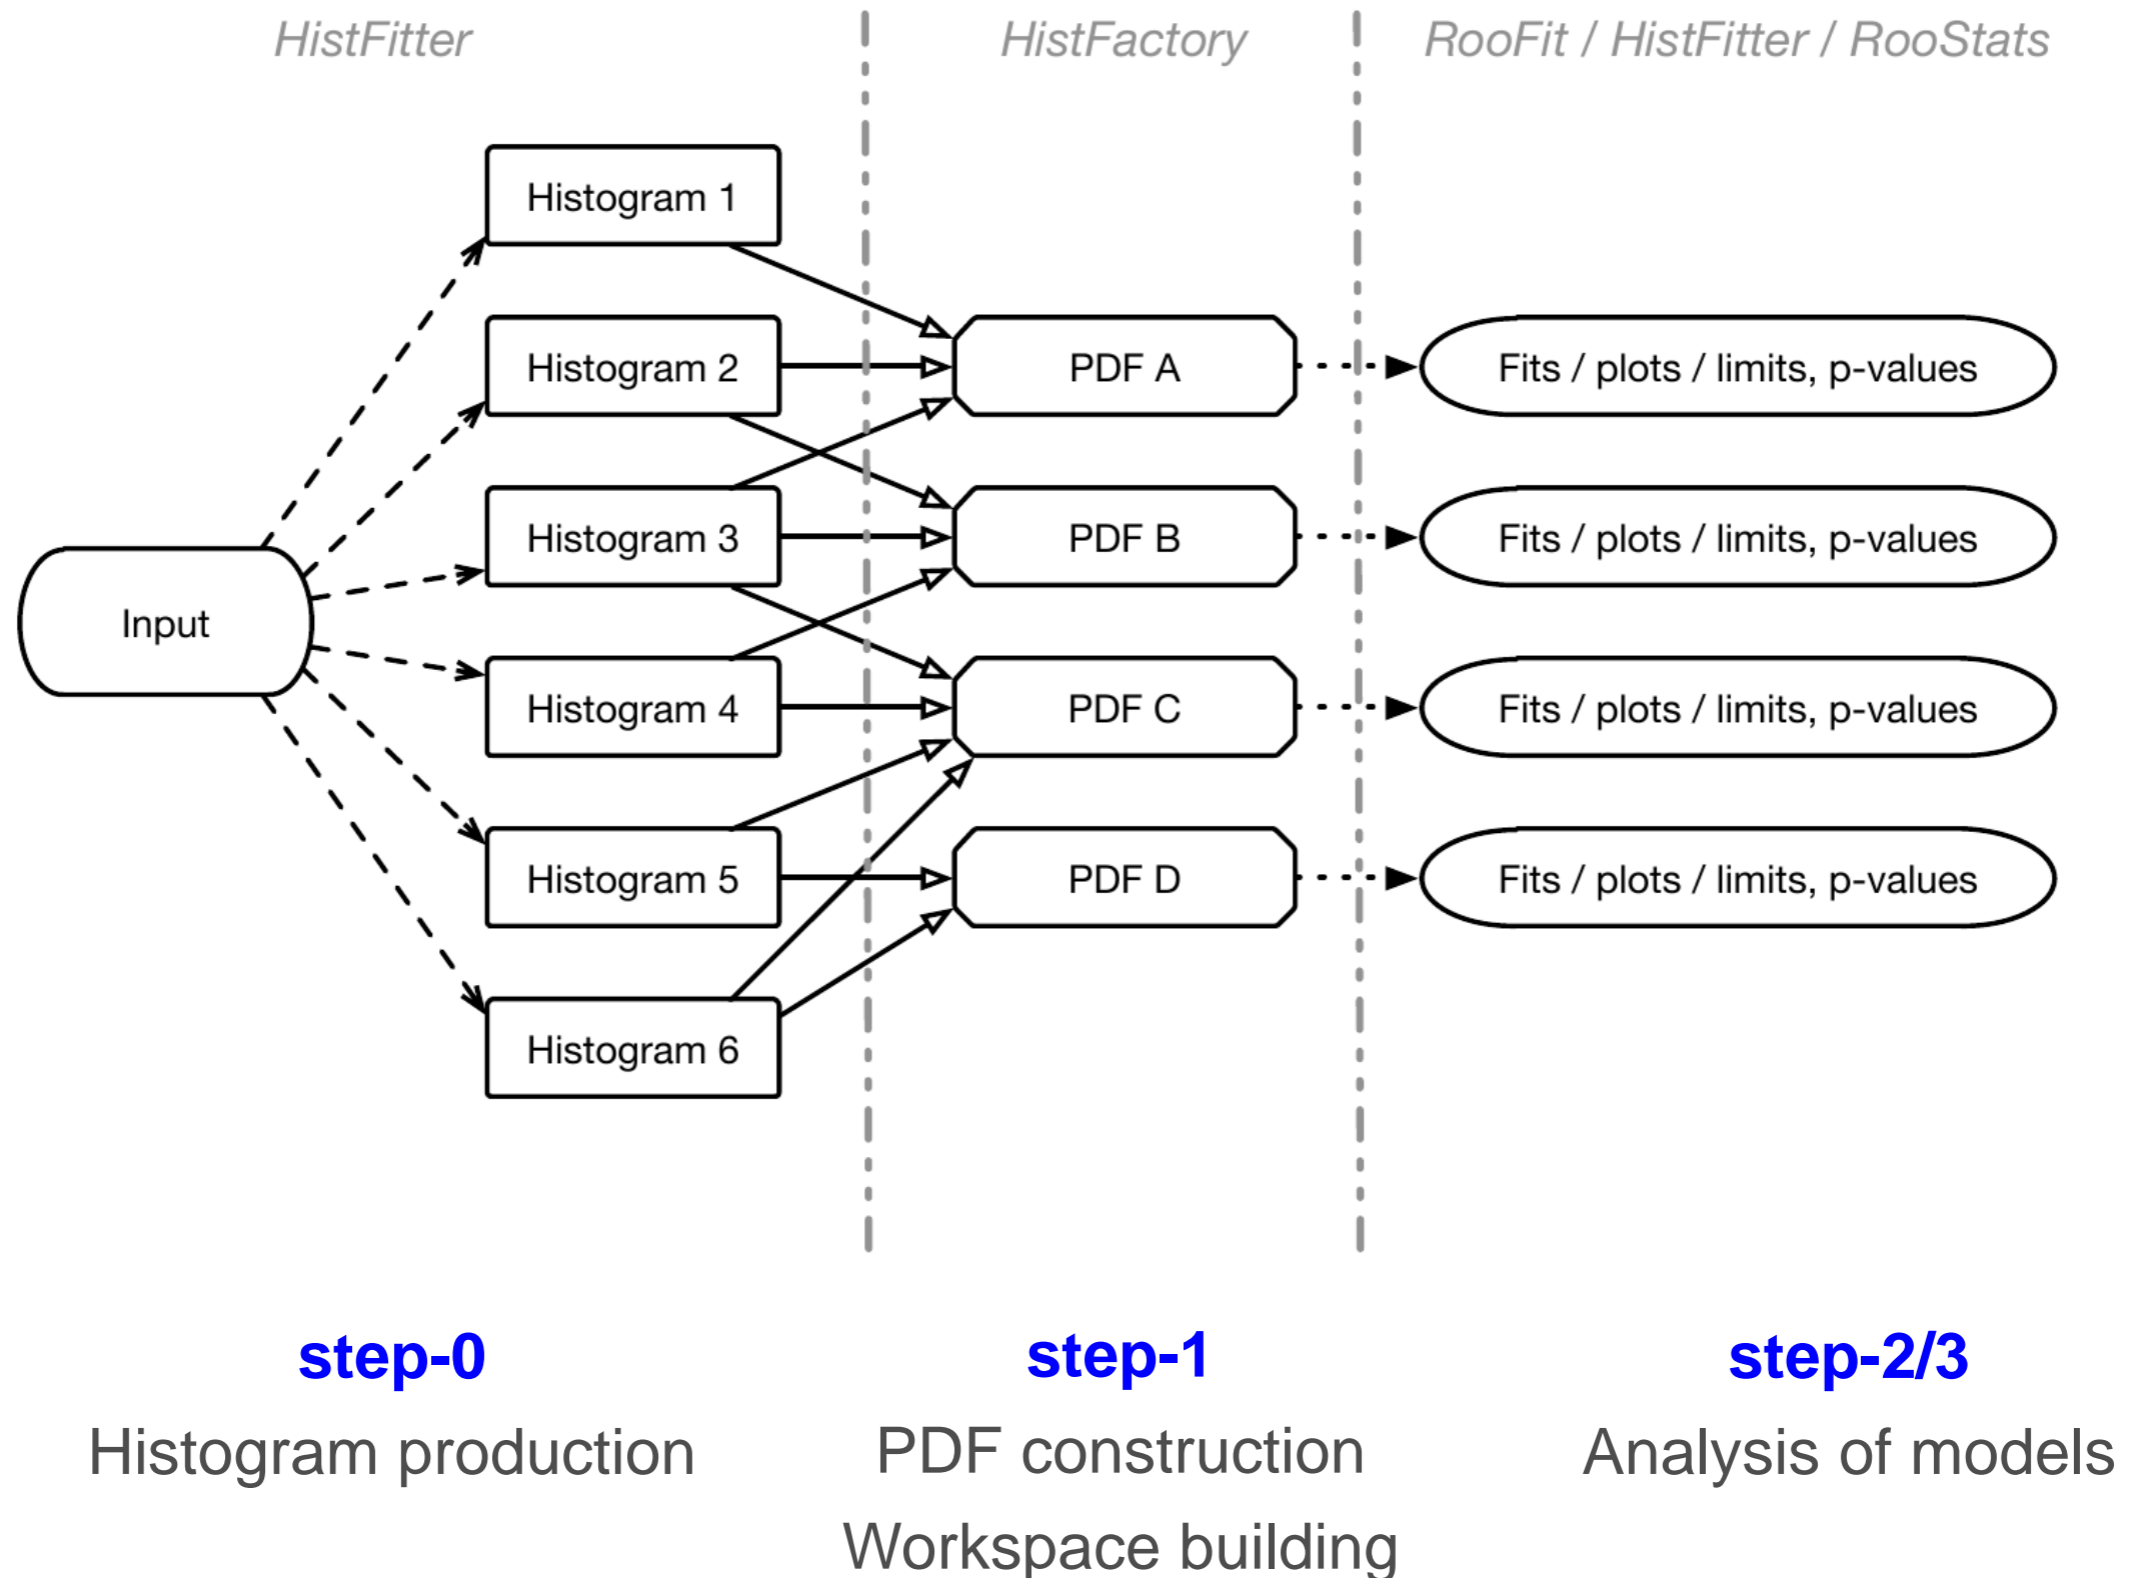 HistFitter
HistFactory
RooFit / HistFitter / RooStats
Histogram 1
Histogram 2
PDF A
Fits / plots / limits, p-values
Histogram 3
PDF B
Fits / plots / limits, p-values
Input
Histogram 4
PDF C
Fits / plots / limits, p-values
Histogram 5
PDF D
Fits / plots / limits, p-values
Histogram 6
step-0
step-1
step-2/3
Histogram production
PDF construction
Analysis of models
Workspace building